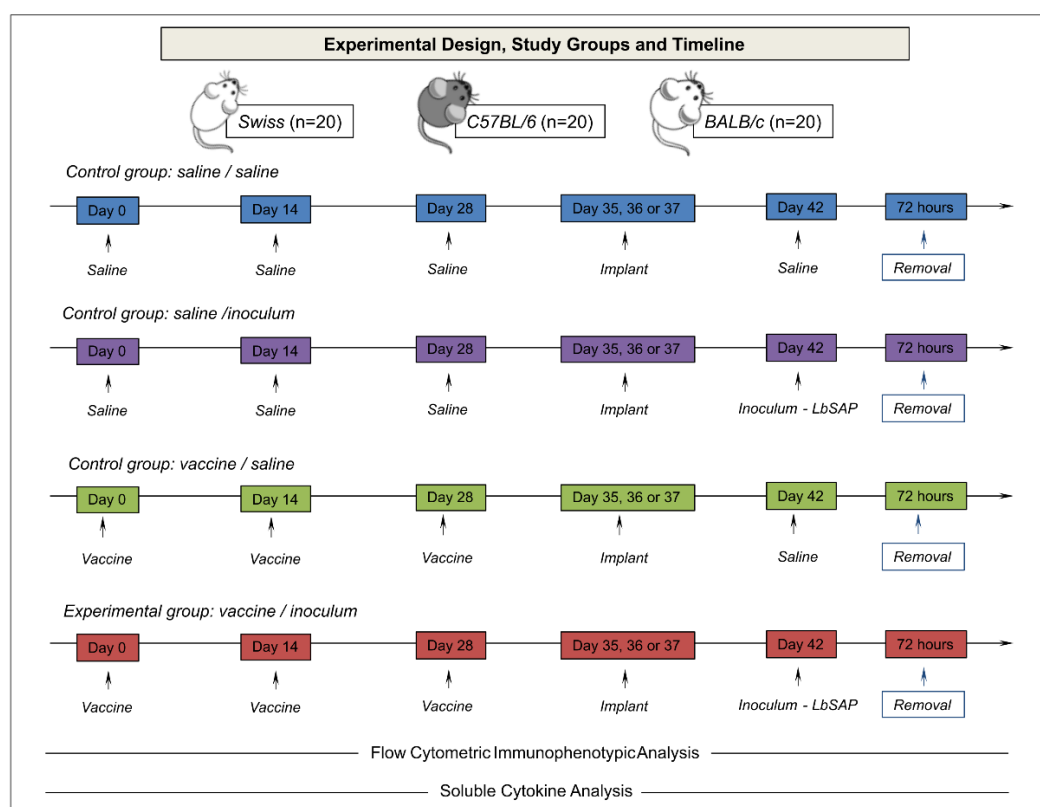 Experimental Design, Study Groups and Timeline
Swiss (n=20) C57BL/6 (n=20) BALB/c (n=20)
Control group: saline / saline
Day 0 Day 14 Day 28 Day 35, 36 or 37 Day 42 72 hours
Saline Saline Saline Implant Saline Removal
Control group: saline /inoculum
Day 0 Day 14 Day 28 Day 35, 36 or 37 Day 42 72 hours
Saline Saline Saline Implant Inoculum - LbSAP Removal
Control group: vaccine / saline
Day 0 Day 14 Day 28 Day 35, 36 or 37 Day 42 72 hours
Vaccine Vaccine Vaccine Implant Saline Removal
Experimental group: vaccine / inoculum
Day 0 Day 14 Day 28 Day 35, 36 or 37 Day 42 72 hours
Vaccine Vaccine Vaccine Implant Inoculum - LbSAP Removal
Flow Cytometric Immunophenotypic Analysis
Soluble Cytokine Analysis